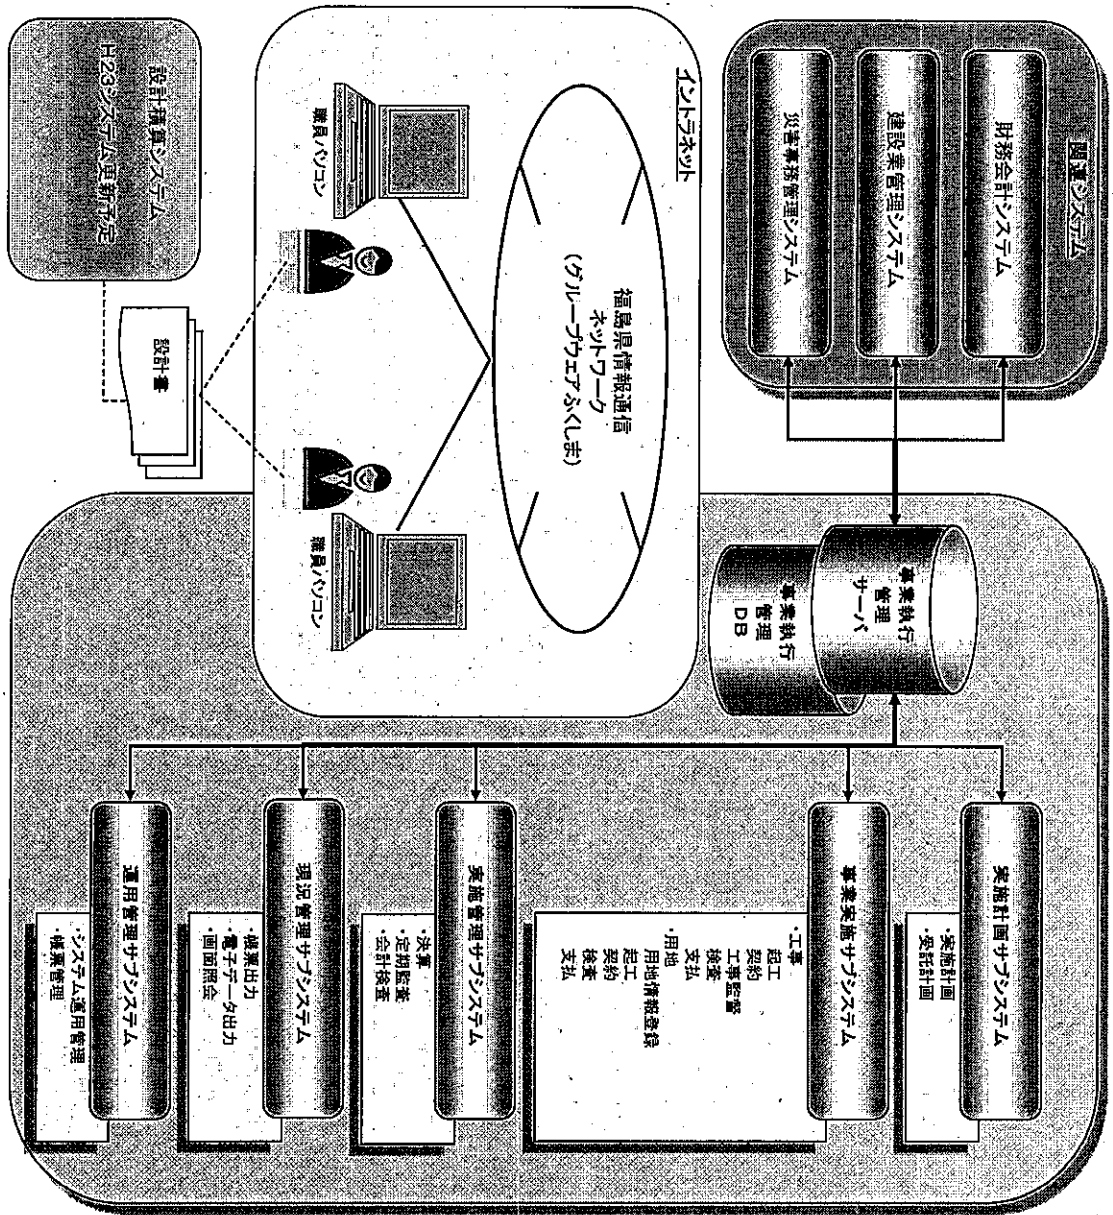 関連システム
財務会計システム
建設業管理システム
災害事務管理システム
イントラネット
福島県情報通信
ネットワーク
(グループウェアふくしま)
職員パソコン
職員パソコン
設計積算システム
H23システム更新予定
設計書
事業執行
管理
サーバ
事業執行
管理
DB
実施計画サブシステム
・実施計画
・受託計画
事業実施サブシステム
・工事
起工
契約
工事監督
検査
支払
・用地
用地情報登録
起工
契約
検査
支払
実施管理サブシステム
・決算
・定期監査
・会計検査
現況管理サブシステム
・帳票出力
・電子データ出力
・画面照会
運用管理サブシステム
・システム運用管理
・帳票管理